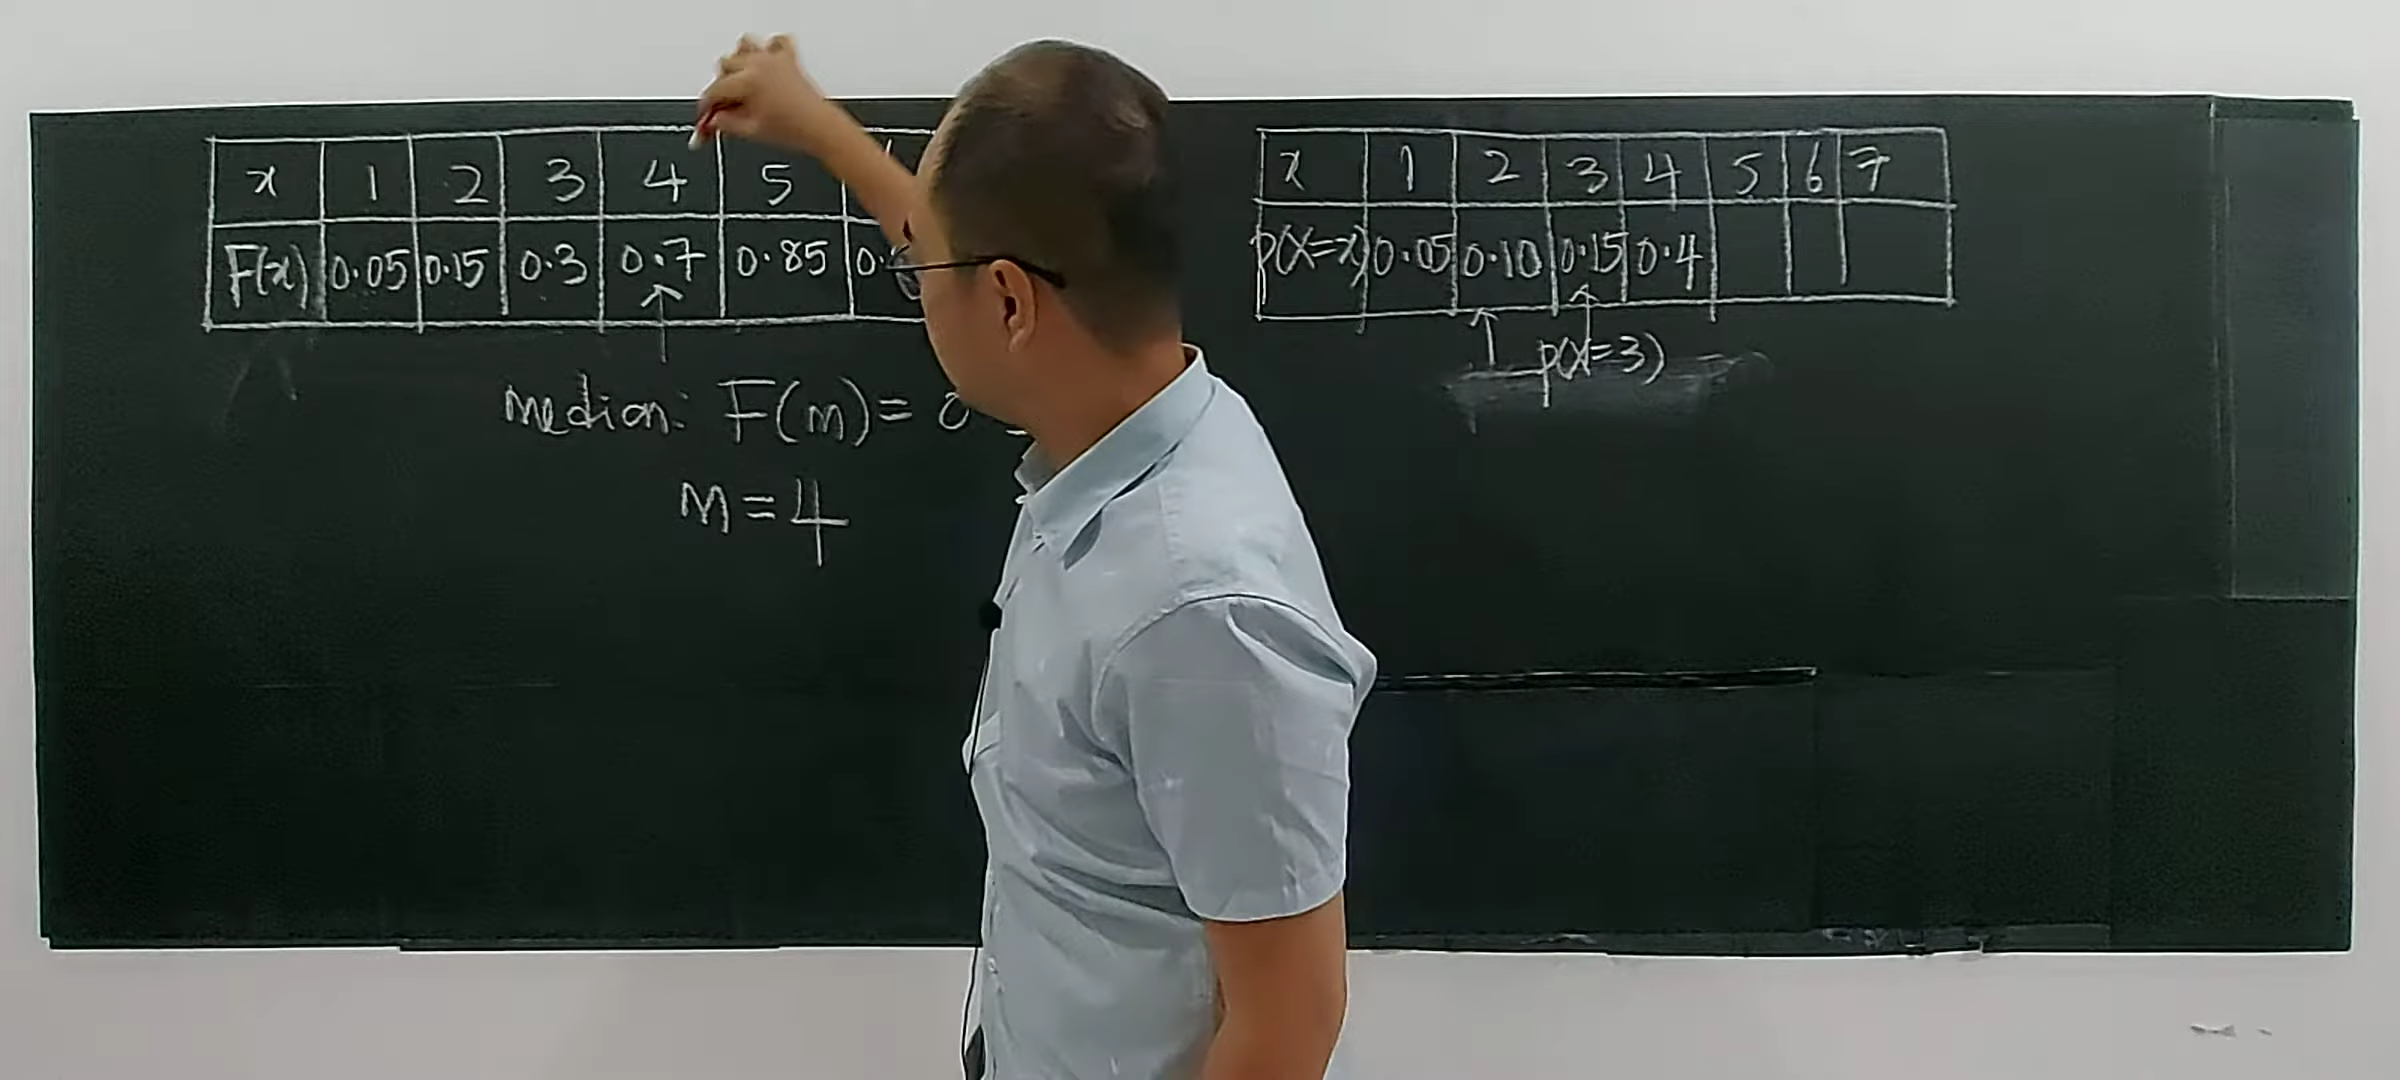 x 1 2 3 4 5
F(x) 0.05 0.15 0.3 0.7 0.85 0.
median: F(m)= 0
m=4
x 1 2 3 4 5 6 7
p(X=x) 0.05 0.10 0.15 0.4
p(X=3)